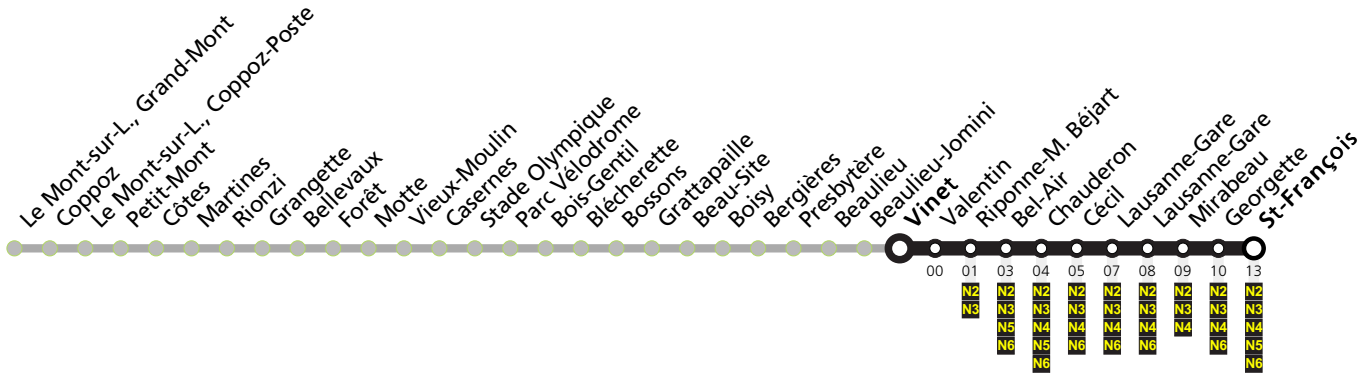 Le Mont-sur-L., Grand-Mont
Coppoz
Le Mont-sur-L., Coppoz-Poste
Petit-Mont
Côtes
Martines
Rionzi
Grangette
Bellevaux
Forêt
Motte
Vieux-Moulin
Casernes
Stade Olympique
Parc Vélodrome
Bois-Gentil
Blécherette
Bossons
Grattapaille
Beau-Site
Boisy
Bergières
Presbytère
Beaulieu
Beaulieu-Jomini
Vinet
Valentin
Riponne-M. Béjart
Bel-Air
Chauderon
Cécil
Lausanne-Gare
Lausanne-Gare
Mirabeau
Georgette
St-François
00 01 03 04 05 07 08 09 10 13
N2 N2 N2 N2 N2 N2 N2 N2 N2
N3 N3 N3 N3 N3 N3 N3 N3 N3
N5 N4 N4 N4 N4 N4 N4 N4
N6 N5 N6 N6 N6 N6 N5
N6 N6